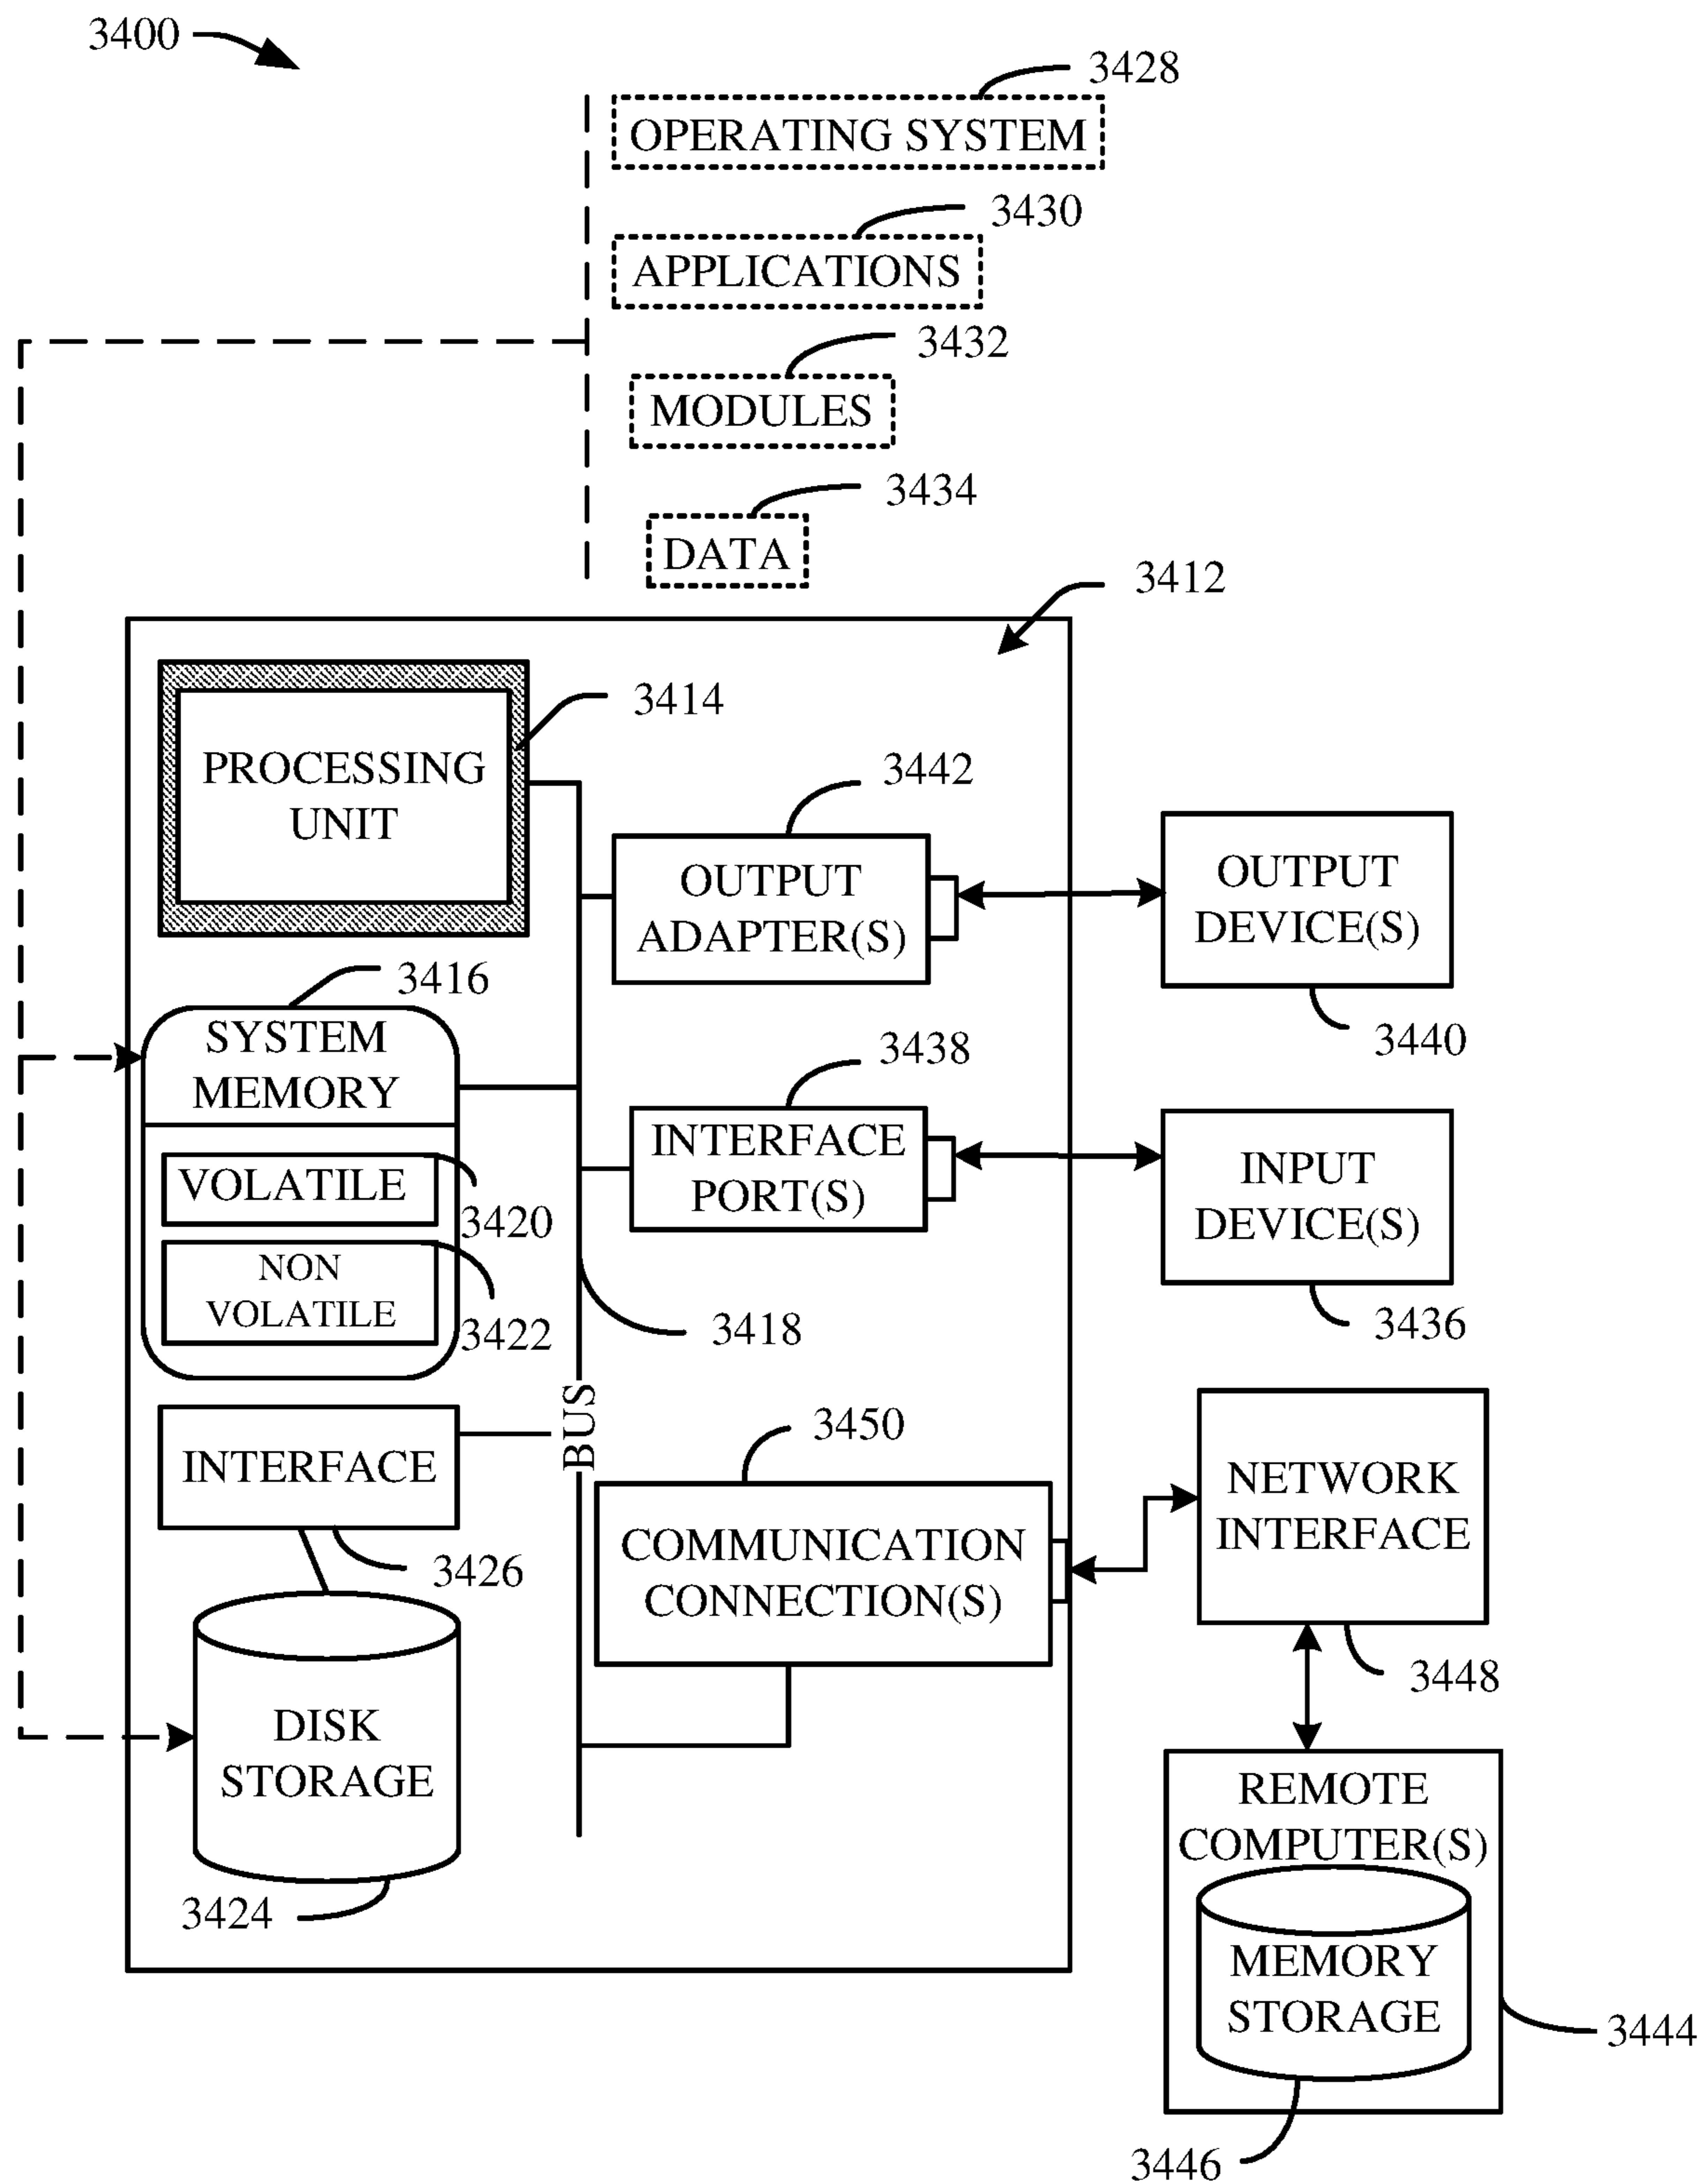 3400
3428
OPERATING SYSTEM
3430
APPLICATIONS
3432
MODULES
3434
DATA
3412
PROCESSING
UNIT
3414
3442
OUTPUT
ADAPTER(S)
OUTPUT
DEVICE(S)
3440
3416
SYSTEM
MEMORY
VOLATILE
3420
NON
VOLATILE
3422
3438
INTERFACE
PORT(S)
INPUT
DEVICE(S)
3436
3418
BUS
INTERFACE
3426
3450
COMMUNICATION
CONNECTION(S)
NETWORK
INTERFACE
3448
DISK
STORAGE
3424
REMOTE
COMPUTER(S)
MEMORY
STORAGE
3444
3446